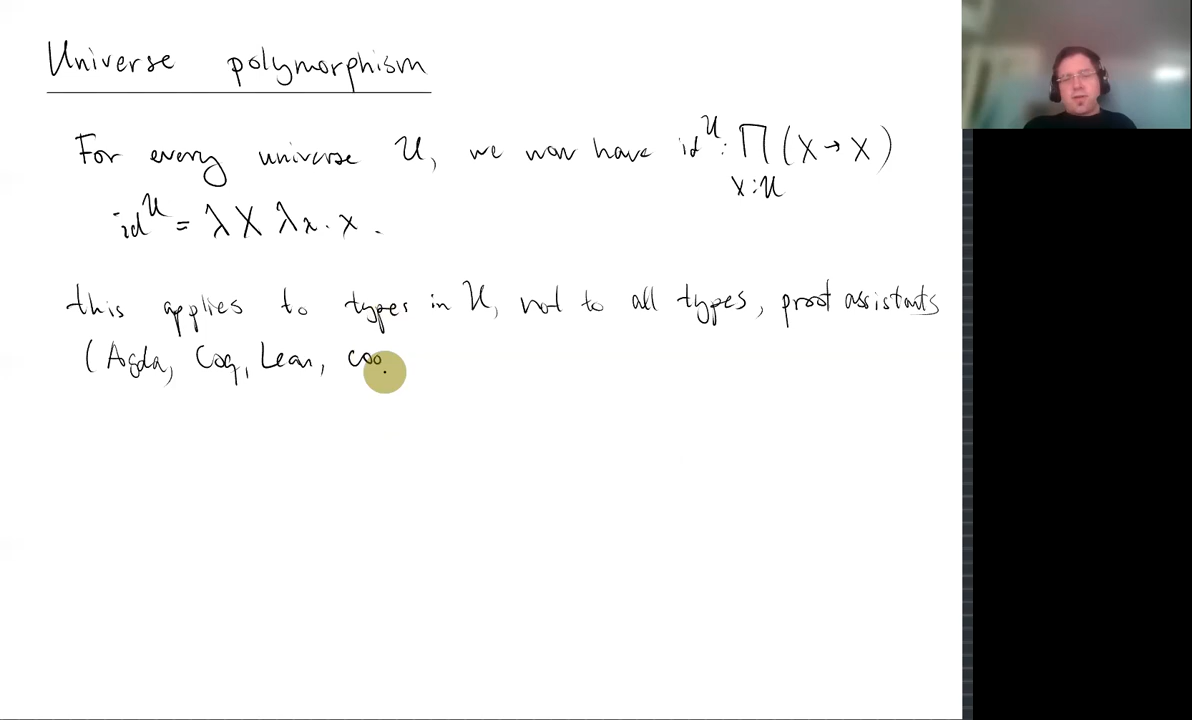 Universe polymorphism
For every universe U, we now have id^U : Π_{X:U} (X → X)
id^U = λX λx. x.
this applies to types in U, not to all types, proof assistants
(Agda, Coq, Lean, coo